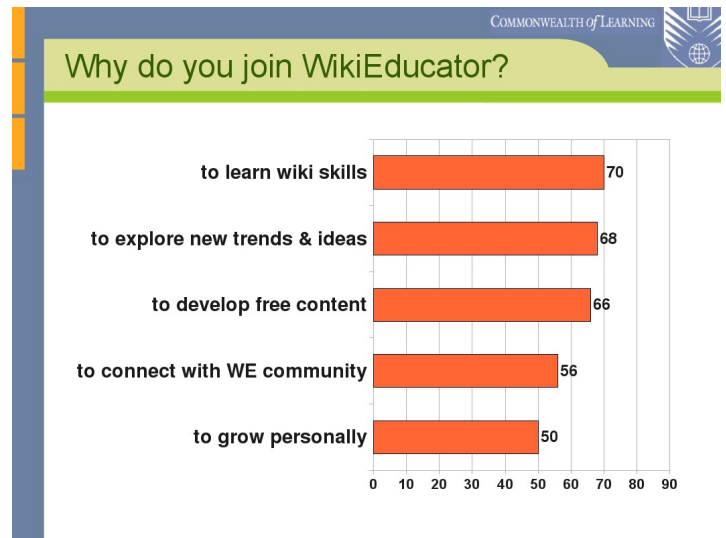 COMMONWEALTH of LEARNING
Why do you join WikiEducator?
to learn wiki skills 70
to explore new trends & ideas 68
to develop free content 66
to connect with WE community 56
to grow personally 50
0 10 20 30 40 50 60 70 80 90